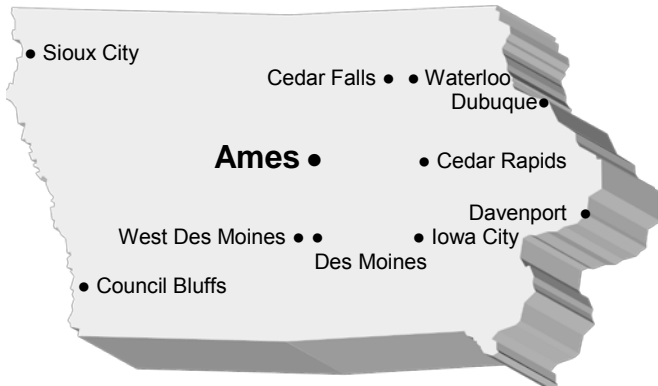 Sioux City
Cedar Falls Waterloo
Dubuque
Ames
Cedar Rapids
Davenport
West Des Moines
Iowa City
Des Moines
Council Bluffs